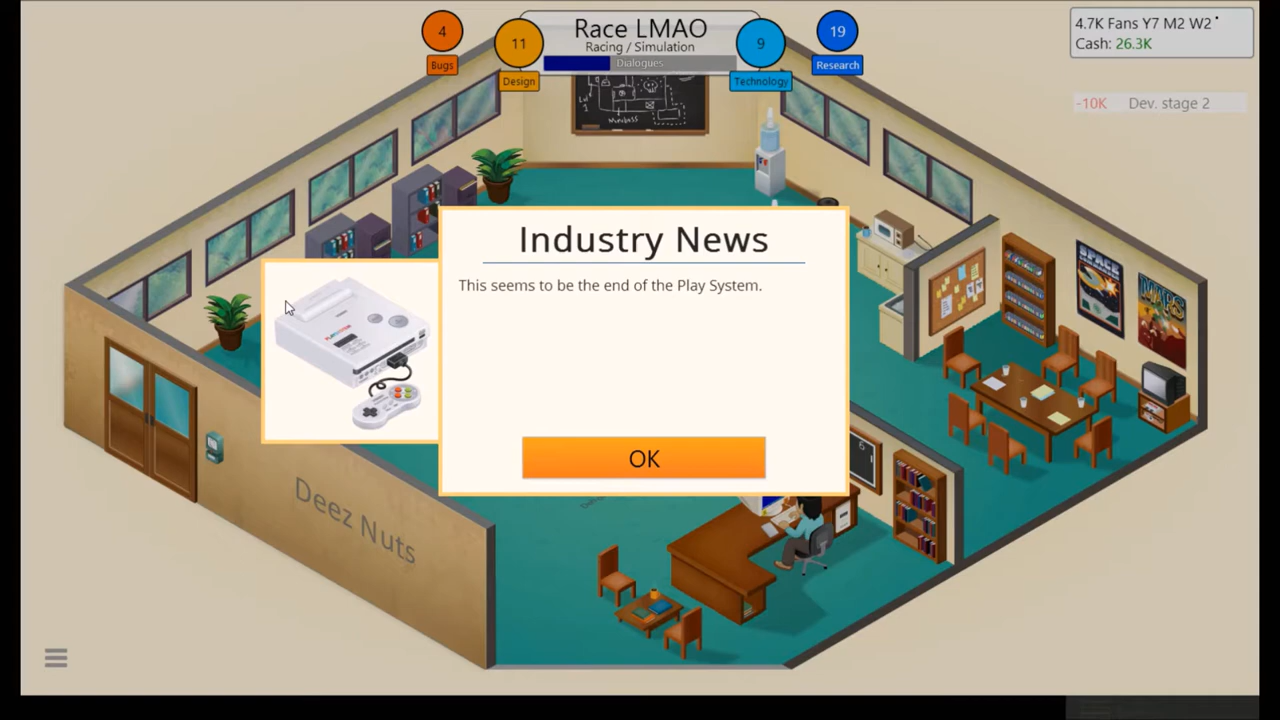 4
Bugs
11
Design
Race LMAO
Racing / Simulation
Dialogues
9
Technology
19
Research
4.7K Fans Y7 M2 W2
Cash: 26.3K
-10K Dev. stage 2
Industry News
This seems to be the end of the Play System.
OK
SPACE
MARS
Deez Nuts